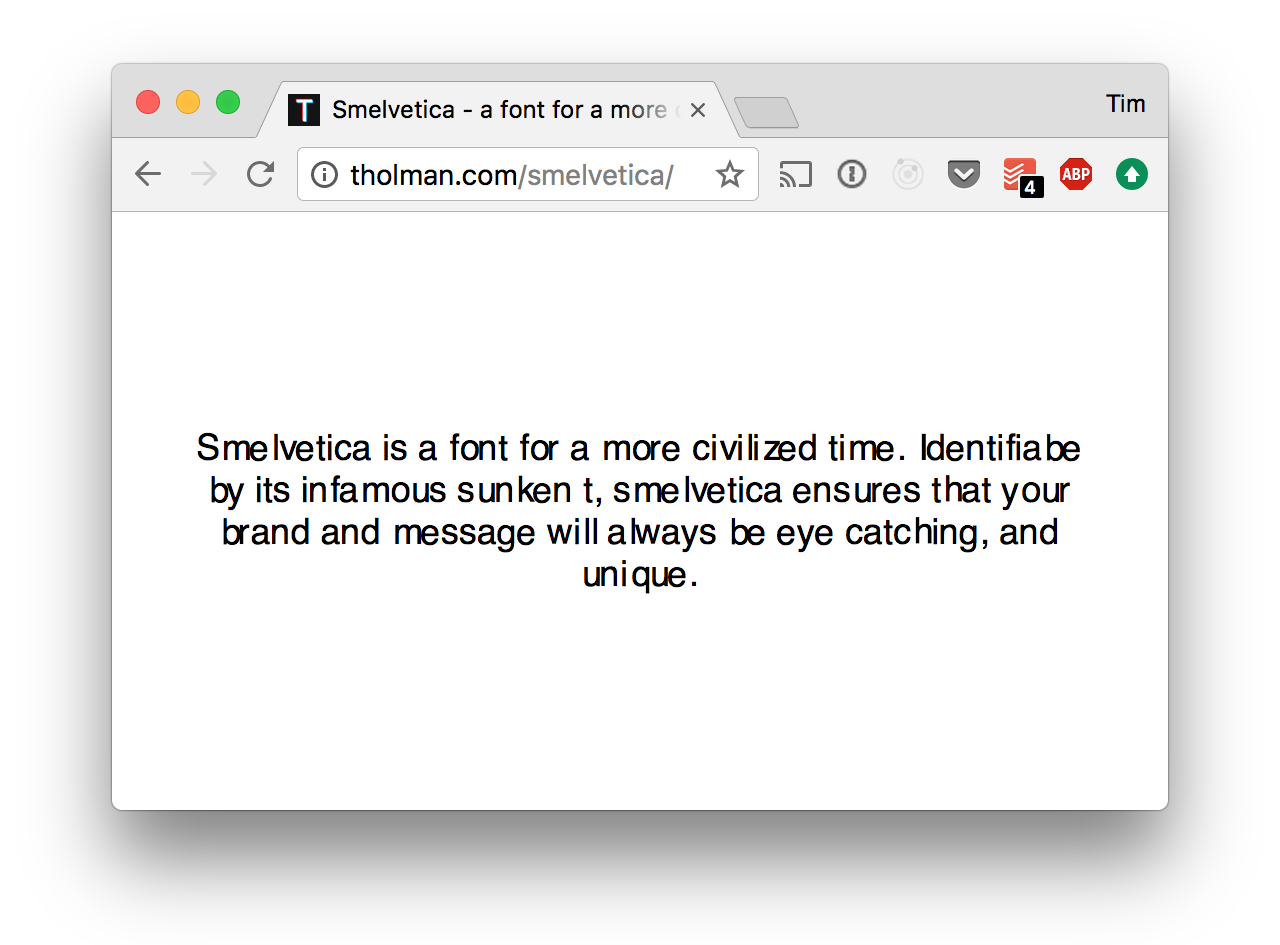 T Smelvetica - a font for a more
Tim
tholman.com/smelvetica/
4
ABP
Smelvetica is a font for a more civilized time. Identifiabe
by its infamous sunken t, smelvetica ensures that your
brand and message will always be eye catching, and
unique.